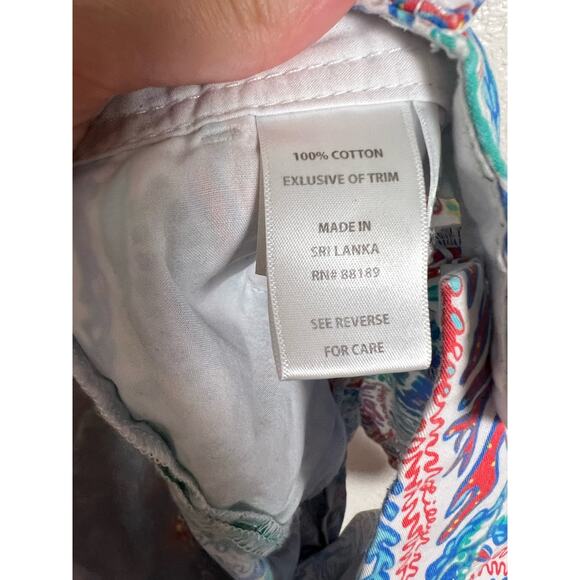 100% COTTON
EXLUSIVE OF TRIM
MADE IN
SRI LANKA
RN# 88189
SEE REVERSE
FOR CARE